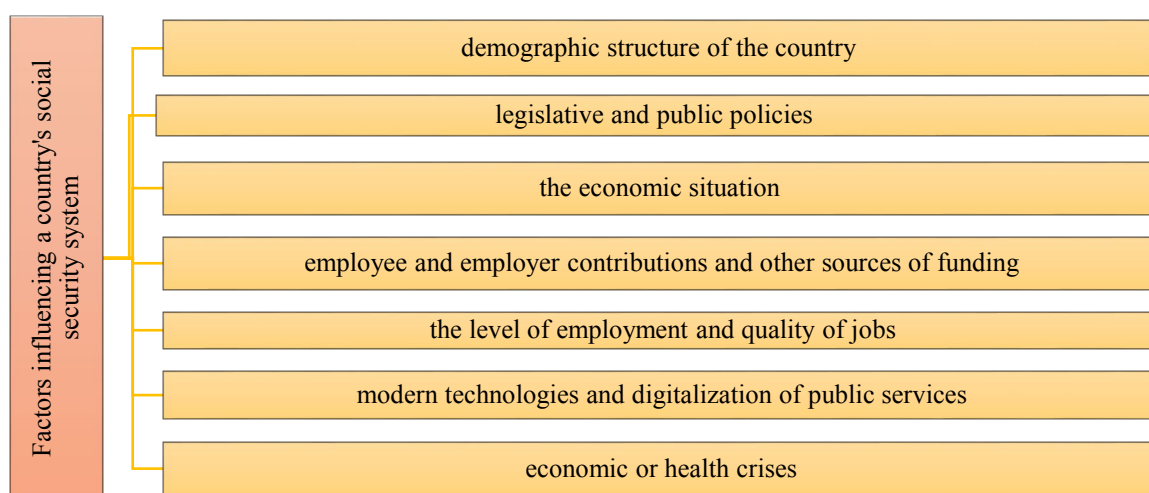 Factors influencing a country's social
security system
demographic structure of the country
legislative and public policies
the economic situation
employee and employer contributions and other sources of funding
the level of employment and quality of jobs
modern technologies and digitalization of public services
economic or health crises